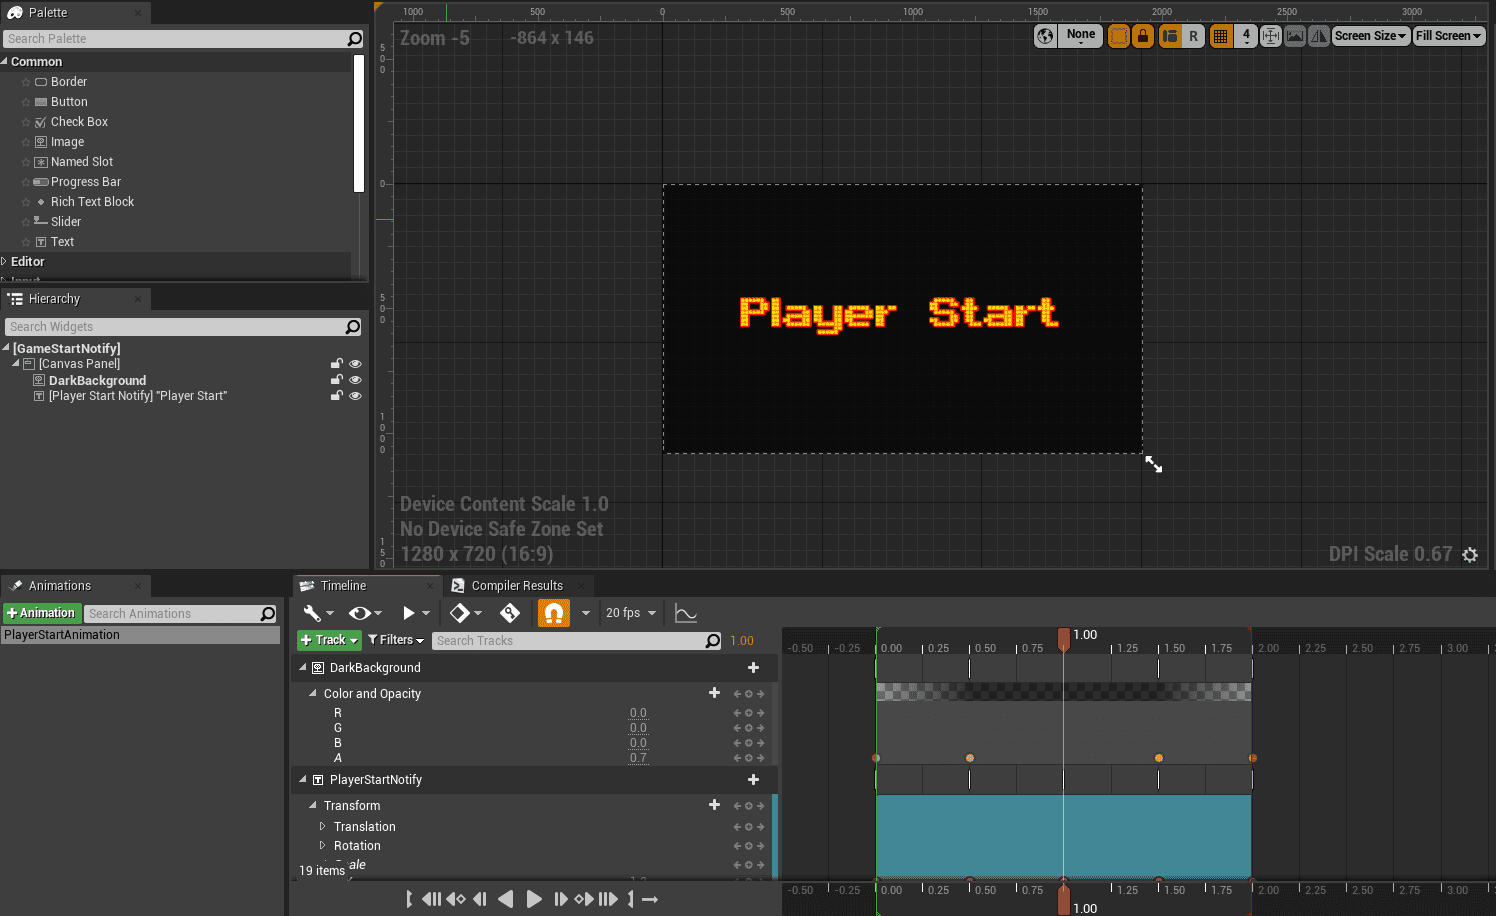 Palette
Search Palette
Common
Border
Button
Check Box
Image
Named Slot
Progress Bar
Rich Text Block
Slider
Text
Editor
Hierarchy
Search Widgets
[GameStartNotify]
[Canvas Panel]
DarkBackground
[Player Start Notify] "Player Start"
1000 500 0 500 1000 1500 2000 2500 3000
Zoom -5 -864 x 146
None R 4 Screen Size Fill Screen
500
0
500
1000
150
Player Start
Device Content Scale 1.0
No Device Safe Zone Set
1280 x 720 (16:9)
DPI Scale 0.67
Animations
+Animation Search Animations
PlayerStartAnimation
Timeline Compiler Results
20 fps
+ Track Filters Search Tracks 1.00
1.00
-0.50 -0.25 0.00 0.25 0.50 0.75 1.25 1.50 1.75 2.00 2.25 2.50 2.75 3.00
DarkBackground
Color and Opacity
R 0.0
G 0.0
B 0.0
A 0.7
PlayerStartNotify
Transform
Translation
Rotation
19 items
-0.50 -0.25 0.00 0.25 0.50 0.75 1.25 1.50 1.75 2.00 2.25 2.50 2.75 3.00
1.00